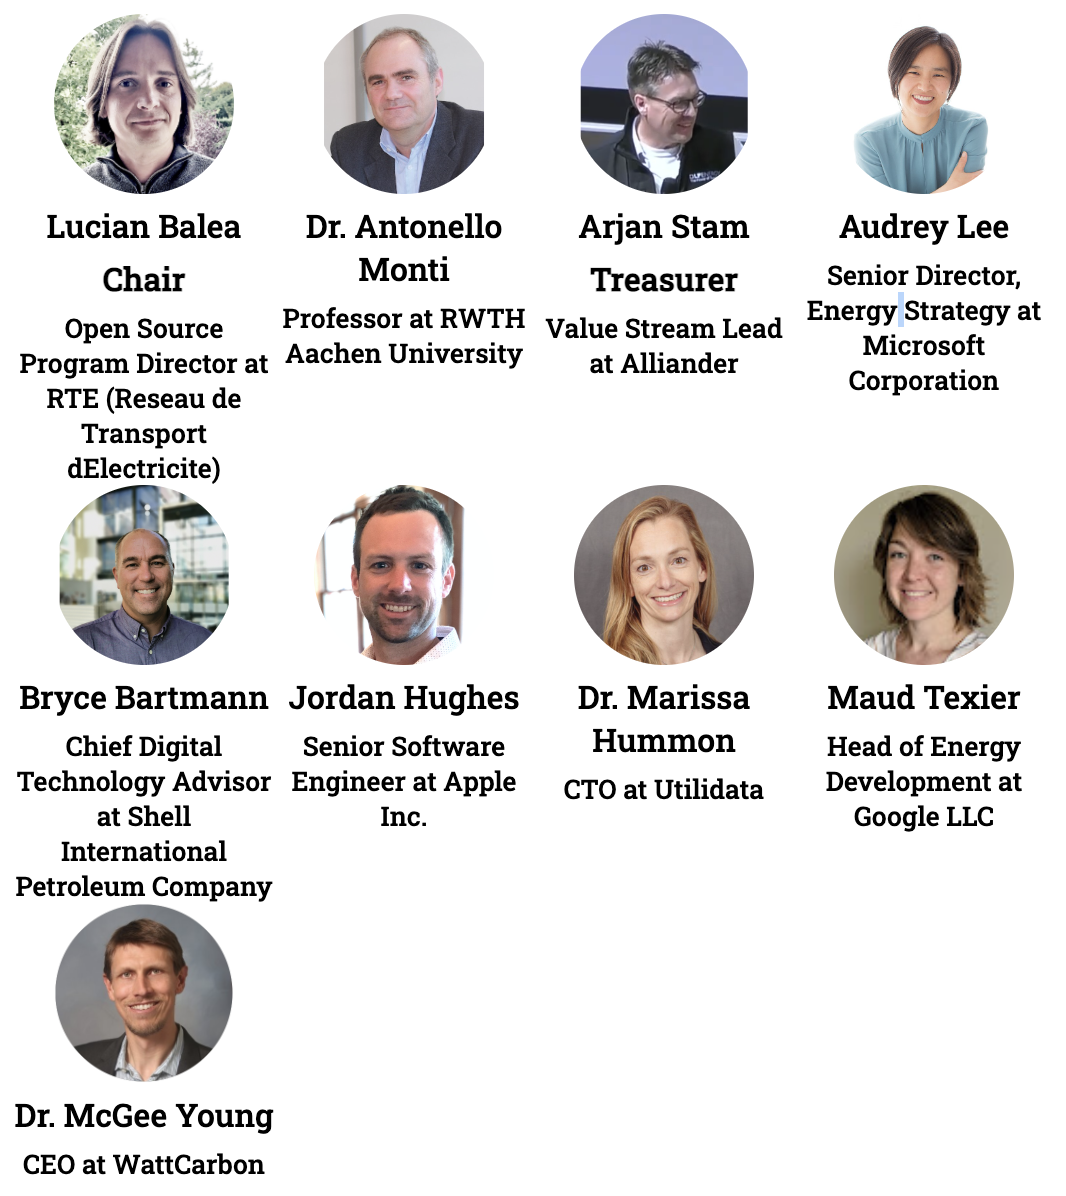 Lucian Balea
Chair
Open Source
Program Director at
RTE (Reseau de
Transport
dElectricite)
Dr. Antonello
Monti
Professor at RWTH
Aachen University
Arjan Stam
Treasurer
Value Stream Lead
at Alliander
Audrey Lee
Senior Director,
Energy Strategy at
Microsoft
Corporation
Bryce Bartmann
Chief Digital
Technology Advisor
at Shell
International
Petroleum Company
Jordan Hughes
Senior Software
Engineer at Apple
Inc.
Dr. Marissa
Hummon
CTO at Utilidata
Maud Texier
Head of Energy
Development at
Google LLC
Dr. McGee Young
CEO at WattCarbon